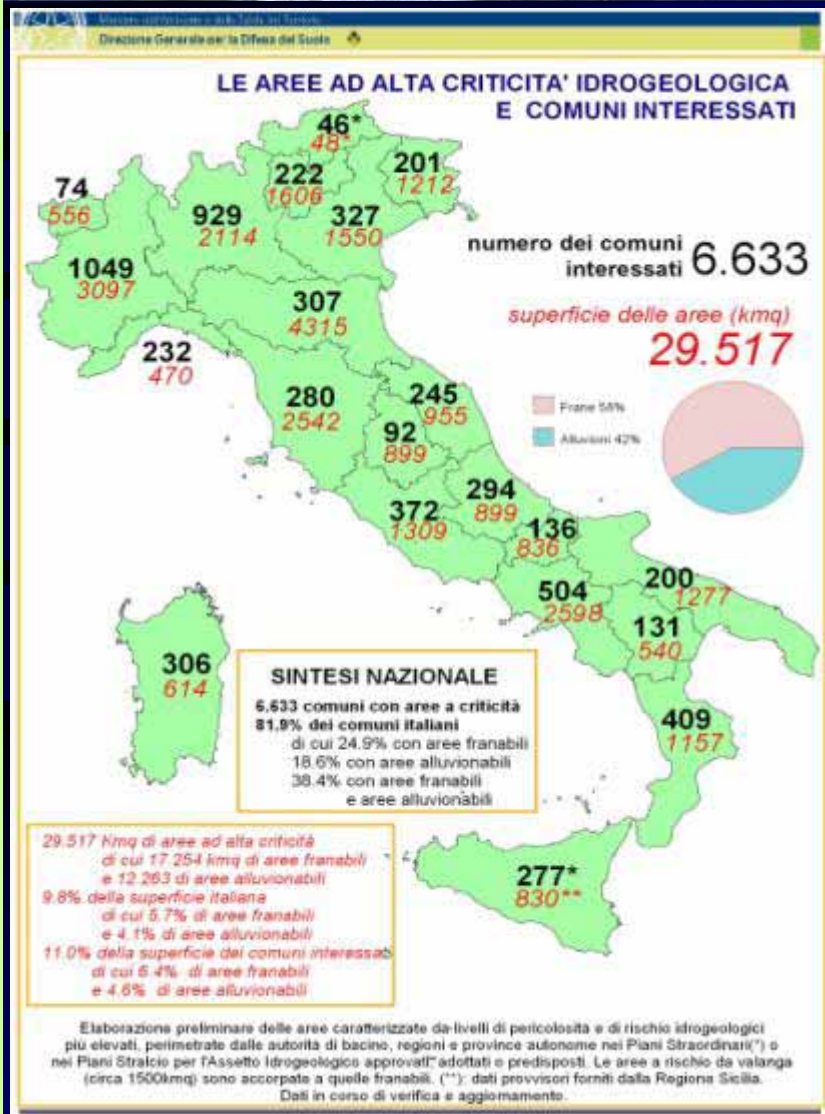 Direzione Generale per la Difesa del Suolo
LE AREE AD ALTA CRITICITA' IDROGEOLOGICA
E COMUNI INTERESSATI
46*
48*
222
1606
201
1212
74
556
929
2114
327
1550
numero dei comuni
interessati 6.633
1049
3097
307
4315
superficie delle aree (kmq)
29.517
232
470
280
2542
245
955
92
899
Frane 58%
Alluvioni 42%
372
1309
294
899
136
836
504
2598
200
1277
131
540
306
614
409
1157
SINTESI NAZIONALE
6.633 comuni con aree a criticità
81,9% dei comuni italiani
di cui 24.9% con aree franabili
18.6% con aree alluvionabili
38.4% con aree franabili
e aree alluvionabili
277*
830**
29.517 Kmq di aree ad alta criticità
di cui 17.254 kmq di aree franabili
e 12.263 di aree alluvionabili
9.8% della superficie italiana
di cui 5.7% di aree franabili
e 4.1% di aree alluvionabili
11.0% della superficie dei comuni interessati
di cui 6.4% di aree franabili
e 4.6% di aree alluvionabili
Elaborazione preliminare delle aree caratterizzate da livelli di pericolosità e di rischio idrogeologici
più elevati, perimetrate dalle autorità di bacino, regioni e province autonome nei Piani Straordinari(*) o
nei Piani Stralcio per l'Assetto Idrogeologico approvati, adottati o predisposti. Le aree a rischio da valanga
(circa 1500kmq) sono accorpate a quelle franabili. (**): dati provvisori forniti dalla Regione Sicilia.
Dati in corso di verifica e aggiornamento.